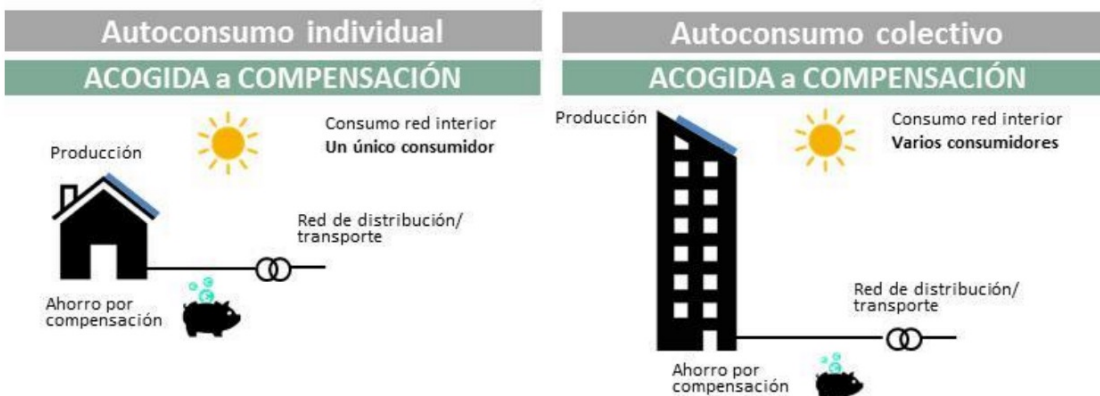 Autoconsumo individual
ACOGIDA a COMPENSACIÓN
Consumo red interior
Un único consumidor
Producción
Red de distribución/
transporte
Ahorro por
compensación
Autoconsumo colectivo
ACOGIDA a COMPENSACIÓN
Producción
Consumo red interior
Varios consumidores
Red de distribución/
transporte
Ahorro por
compensación